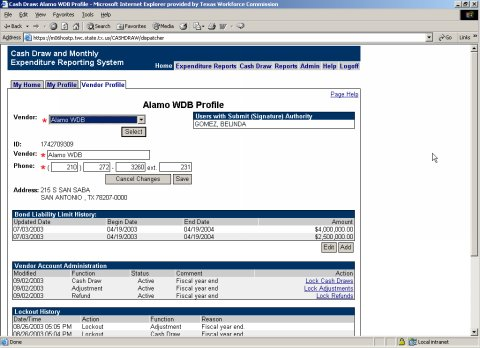 Cash Draw: Alamo WDB Profile - Microsoft Internet Explorer provided by Texas Workforce Commission
File Edit View Favorites Tools Help
Back Search Favorites Media
Address https://intlhostp.twc.state.tx.us/CASHDRAW/dispatcher Go Links »
Cash Draw and Monthly
Expenditure Reporting System
Home Expenditure Reports Cash Draw Reports Admin Help Logoff
My Home My Profile Vendor Profile
Page Help
Alamo WDB Profile
Vendor: * Alamo WDB
Select
Users with Submit (Signature) Authority
GOMEZ, BELINDA
ID: 1742709309
Vendor: * Alamo WDB
Phone: * ( 210 ) 272 - 3260 ext. 231
Cancel Changes Save
Address: 215 S SAN SABA
SAN ANTONIO , TX 78207-0000
Bond Liability Limit History:
Updated Date Begin Date End Date Amount
07/03/2003 04/19/2003 04/19/2004 $4,000,000.00
07/03/2003 04/19/2003 04/19/2004 $2,500,000.00
Edit Add
Vendor Account Administration
Modified Function Status Comment Action
09/02/2003 Cash Draw Active Fiscal year end Lock Cash Draws
09/02/2003 Adjustment Active Fiscal year end Lock Adjustments
09/02/2003 Refund Active Fiscal year end Lock Refunds
Lockout History
Date/Time Action Function Reason
08/26/2003 05:05 PM Lockout Adjustment Fiscal year end
08/26/2003 05:04 PM Lockout Cash Draw Fiscal year end
Done Local intranet